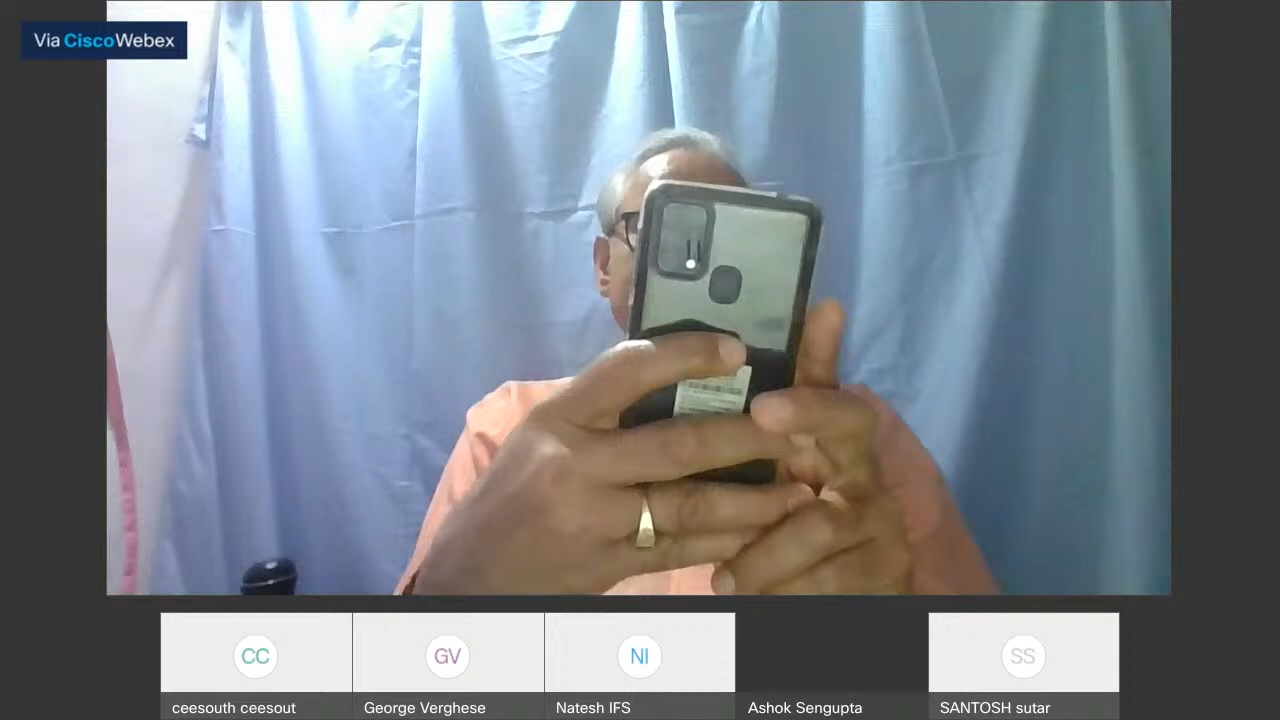 Via CiscoWebex
CC
GV
NI
SS
ceesouth ceesout
George Verghese
Natesh IFS
Ashok Sengupta
SANTOSH sutar